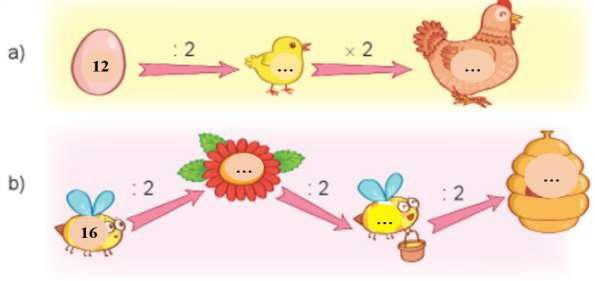 a) 12 : 2 ... × 2 ...
b) 16 : 2 ... : 2 ... : 2 ...